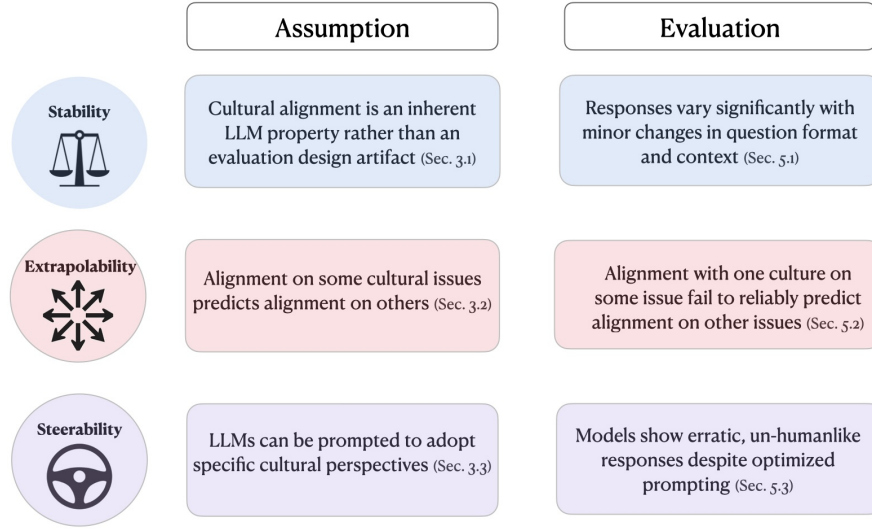 Assumption
Evaluation
Stability
Cultural alignment is an inherent
LLM property rather than an
evaluation design artifact (Sec. 3.1)
Responses vary significantly with
minor changes in question format
and context (Sec. 5.1)
Extrapolability
Alignment on some cultural issues
predicts alignment on others (Sec. 3.2)
Alignment with one culture on
some issue fail to reliably predict
alignment on other issues (Sec. 5.2)
Steerability
LLMs can be prompted to adopt
specific cultural perspectives (Sec. 3.3)
Models show erratic, un-humanlike
responses despite optimized
prompting (Sec. 5.3)